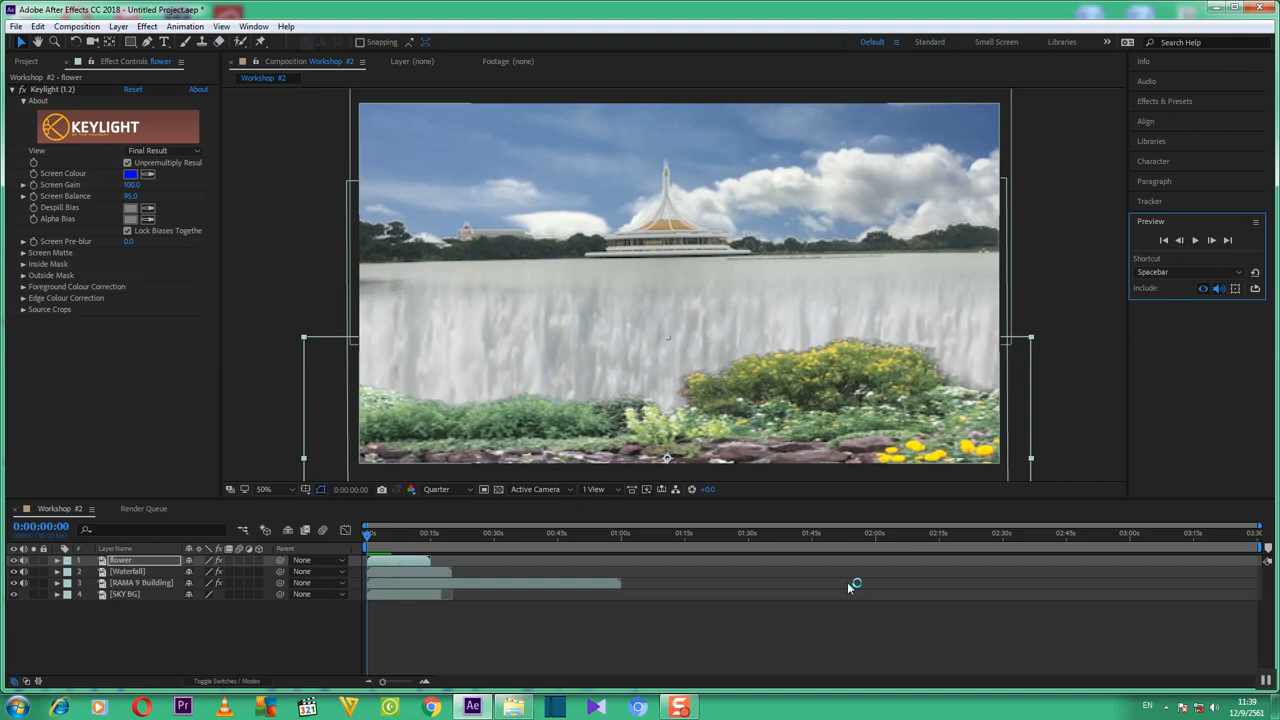 Adobe After Effects CC 2018 - Untitled Project.aep *
File Edit Composition Layer Effect Animation View Window Help
Snapping
Default Standard Small Screen Libraries Search Help
Project Effect Controls flower
Composition Workshop #2 Layer (none) Footage (none)
Workshop #2 - flower
Workshop #2
Keylight (1.2) Reset About
About
KEYLIGHT
View Final Result
Unpremultiply Resul
Screen Colour
Screen Gain 100.0
Screen Balance 95.0
Despill Bias
Alpha Bias
Lock Biases Togethe
Screen Pre-blur 0.0
Screen Matte
Inside Mask
Outside Mask
Foreground Colour Correction
Edge Colour Correction
Source Crops
Info
Audio
Effects & Presets
Align
Libraries
Character
Paragraph
Tracker
Preview
Shortcut
Spacebar
Include:
50% 0:00:00:00 Quarter Active Camera 1 View +0.0
Workshop #2 Render Queue
0:00:00:00
# Layer Name Parent
00:15s 00:30s 00:45s 01:00s 01:15s 01:30s 01:45s 02:00s 02:15s 02:30s 02:45s 03:00s 03:15s
1 flower None
2 [Waterfall] None
3 [RAMA 9 Building] None
4 [SKY BG] None
Toggle Switches / Modes
Pr 321 Ae EN 11:39
12/9/2561